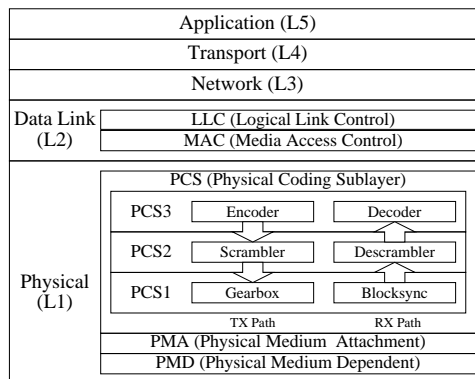 Application (L5)
Transport (L4)
Network (L3)
Data Link
(L2)
LLC (Logical Link Control)
MAC (Media Access Control)
Physical
(L1)
PCS (Physical Coding Sublayer)
PCS3 Encoder Decoder
PCS2 Scrambler Descrambler
PCS1 Gearbox Blocksync
TX Path RX Path
PMA (Physical Medium Attachment)
PMD (Physical Medium Dependent)